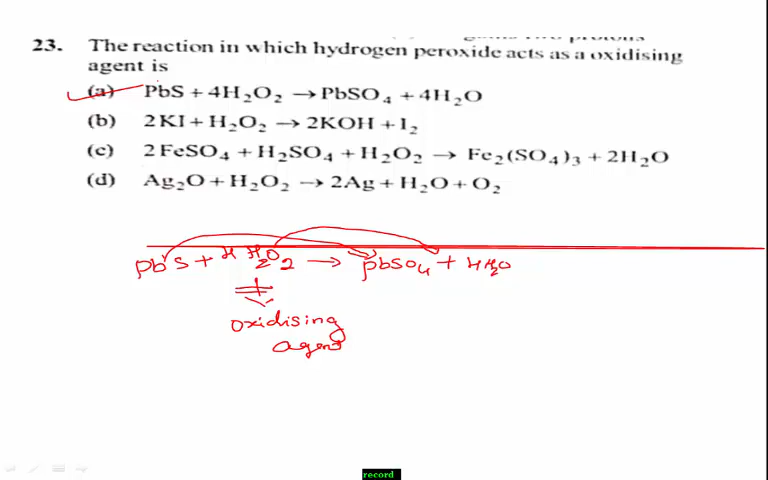 23. The reaction in which hydrogen peroxide acts as a oxidising
agent is
(a) PbS + 4H₂O₂ → PbSO₄ + 4H₂O
(b) 2KI + H₂O₂ → 2KOH + I₂
(c) 2FeSO₄ + H₂SO₄ + H₂O₂ → Fe₂(SO₄)₃ + 2H₂O
(d) Ag₂O + H₂O₂ → 2Ag + H₂O + O₂
pbS + 4H₂O₂ → pbSO₄ + 4H₂O
oxidising
agent
record